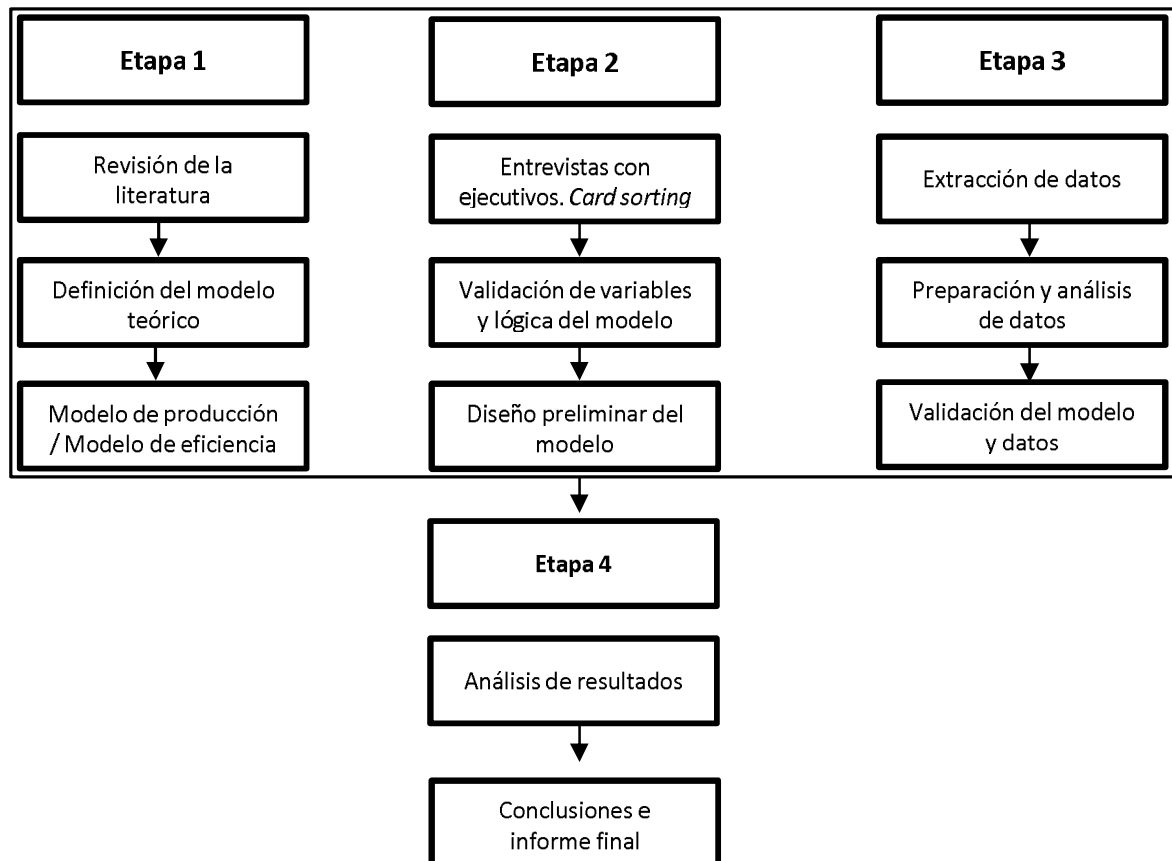 Etapa 1
Revisión de la
literatura
Definición del modelo
teórico
Modelo de producción
/ Modelo de eficiencia
Etapa 2
Entrevistas con
ejecutivos. Card sorting
Validación de variables
y lógica del modelo
Diseño preliminar del
modelo
Etapa 3
Extracción de datos
Preparación y análisis
de datos
Validación del modelo
y datos
Etapa 4
Análisis de resultados
Conclusiones e
informe final